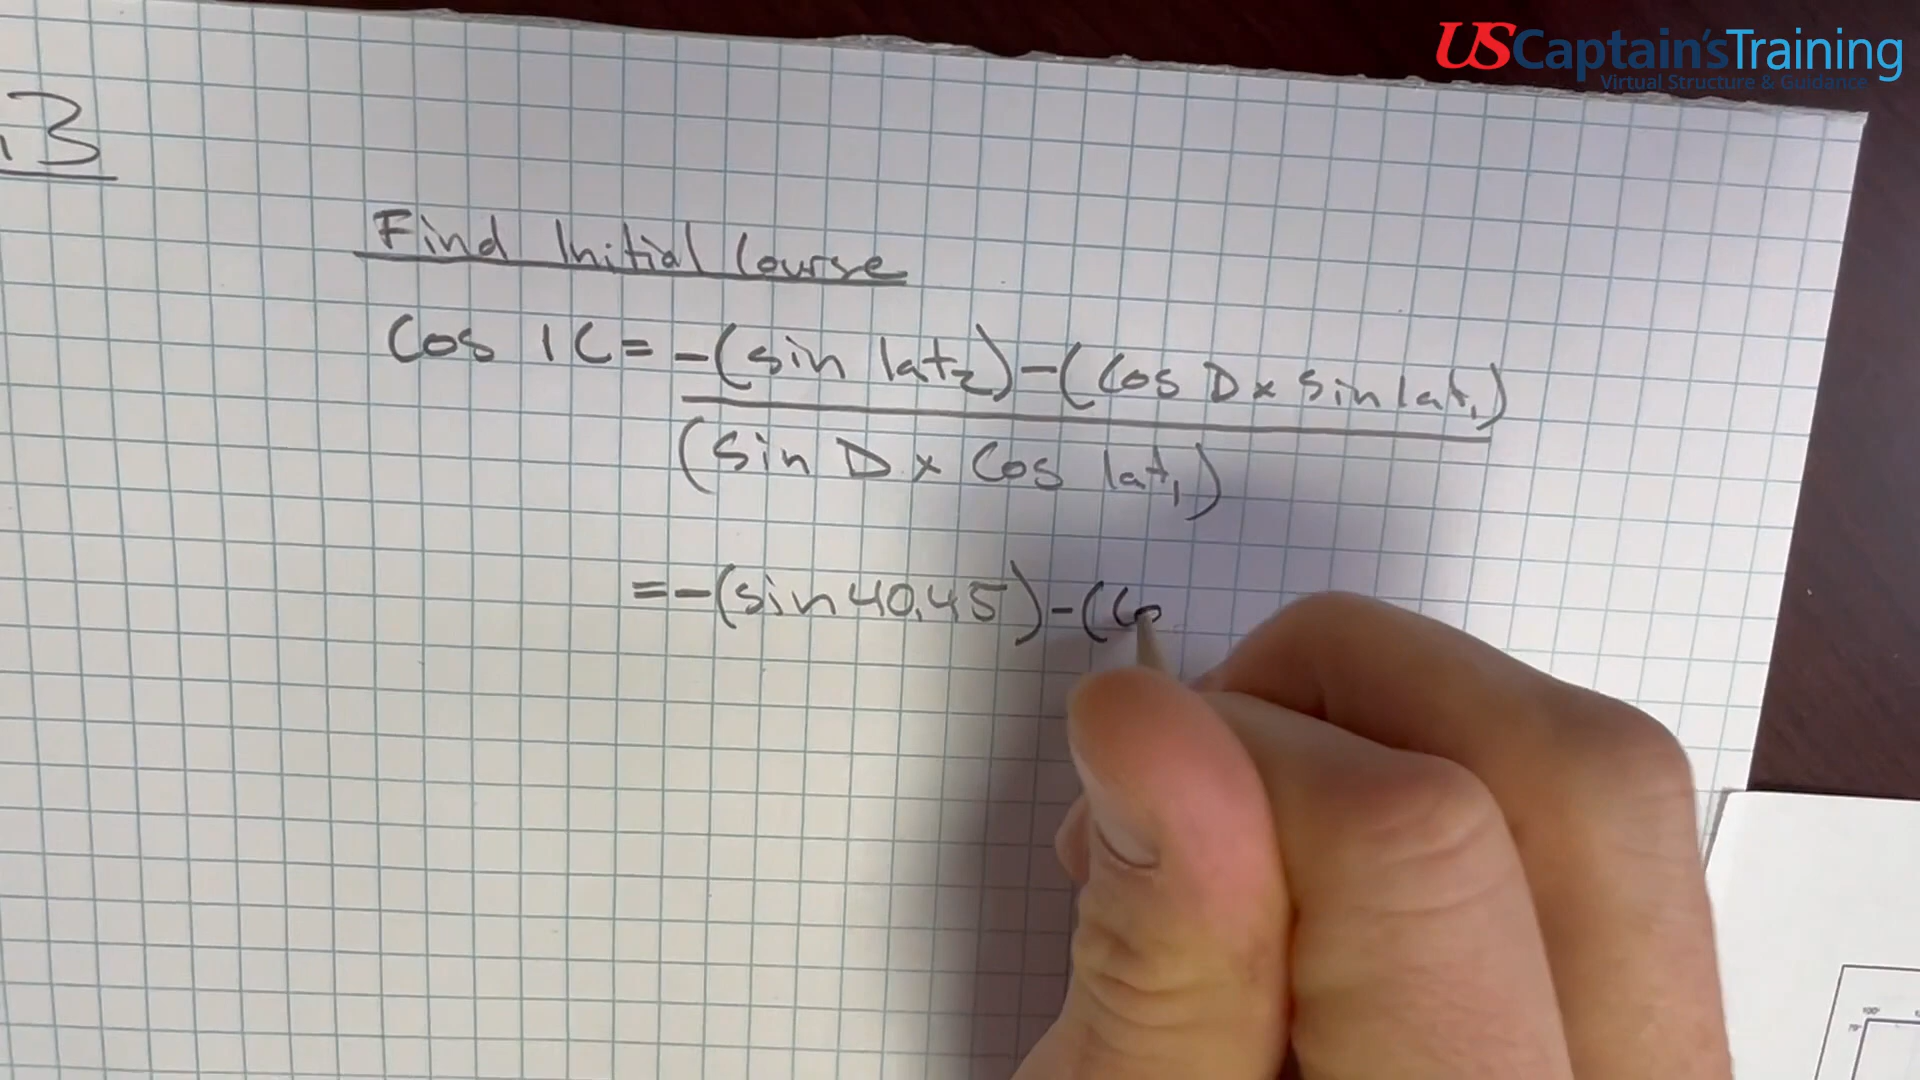 USCaptain'sTraining
Virtual Structure & Guidance
.3
Find Initial Course
Cos IC = -(sin lat₂)-(Cos D x sin lat₁)
(Sin D x Cos lat₁)
= -(sin 40.45)-(Co
100°